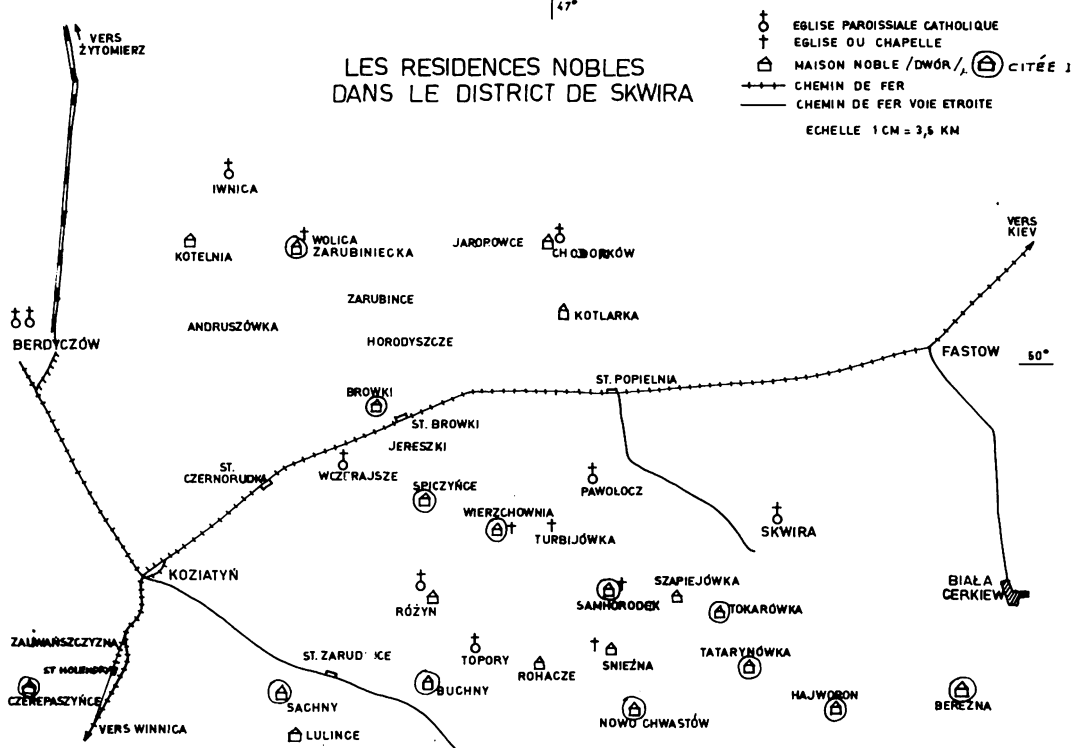 47°
LES RESIDENCES NOBLES
DANS LE DISTRICT DE SKWIRA
EGLISE PAROISSIALE CATHOLIQUE
EGLISE OU CHAPELLE
MAISON NOBLE /DWÓR/, CITÉE
CHEMIN DE FER
CHEMIN DE FER VOIE ETROITE
ECHELLE 1 CM = 3,5 KM
VERS
ŻYTOMIERZ
IWNICA
KOTELNIA
WOLICA
ZARUBINIECKA
JAROPOWCE
CHODORKÓW
VERS
KIEV
ZARUBINCE
KOTLARKA
ANDRUSZÓWKA
HORODYSZCZE
BERDYCZÓW
FASTOW
50°
BROWKI
ST. POPIELNIA
ST. BROWKI
JERESZKI
ST.
CZERNORUDKA
WCZERAJSZE
SPICZYŃCE
PAWOŁOCZ
WIERZCHOWNIA
TURBIJÓWKA
SKWIRA
KOZIATYŃ
RÓŻYN
SAMHORODEK
SZAPIEJÓWKA
TOKARÓWKA
BIAŁA
CERKIEW
ZALIWAŃSZCZYZNA
ST. ZARUDINCE
TOPORY
ROHACZE
SNIEŻNA
TATARYNÓWKA
CZEREPASZYŃCE
SACHNY
BUCHNY
NOWO CHWASTÓW
HAJWORON
BEREZNA
VERS WINNICA
LULINCE